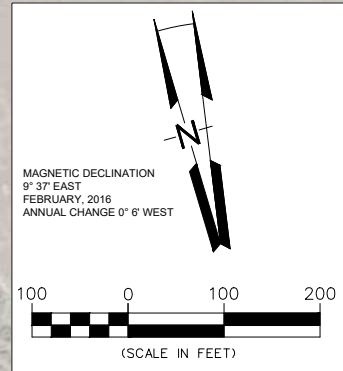 N
MAGNETIC DECLINATION
9° 37' EAST
FEBRUARY, 2016
ANNUAL CHANGE 0° 6' WEST
100 0 100 200
(SCALE IN FEET)